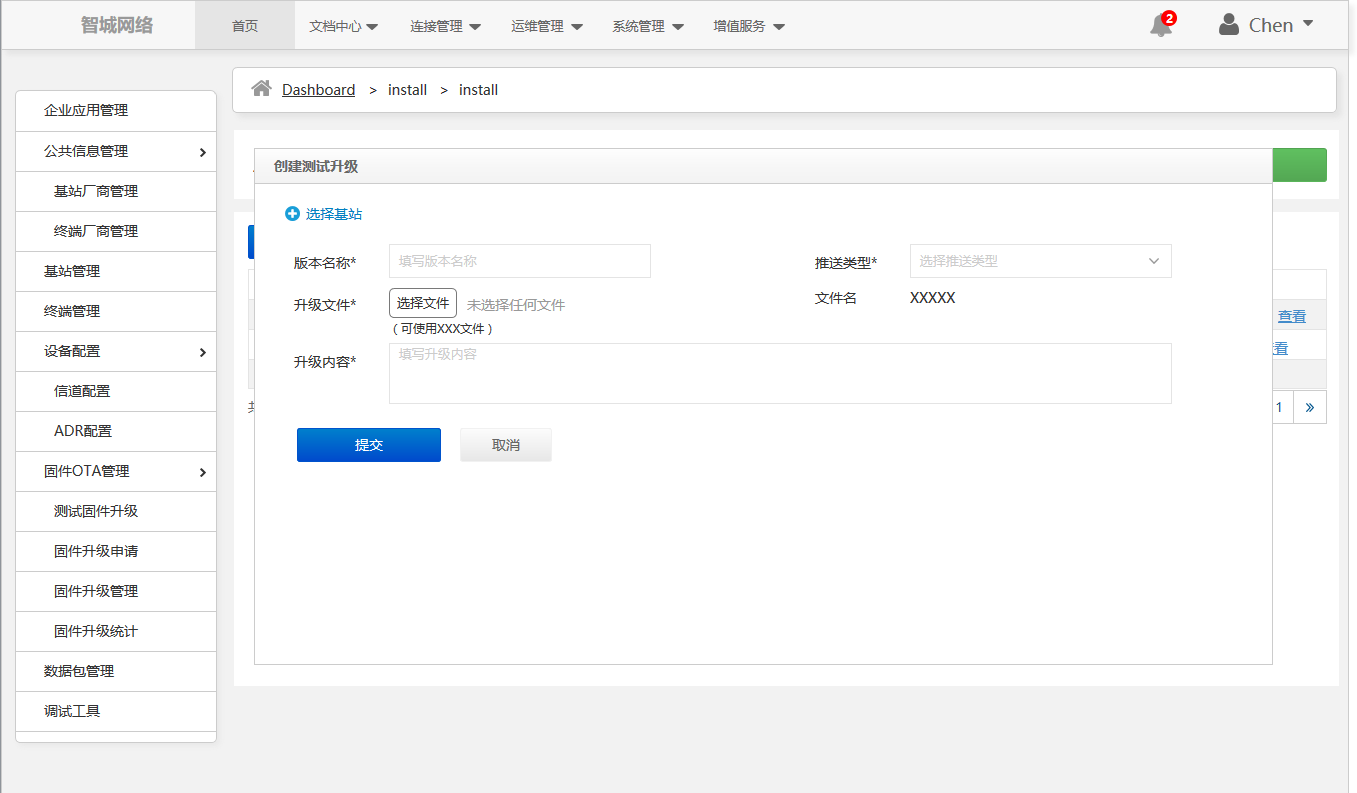 智城网络
首页
文档中心
连接管理
运维管理
系统管理
增值服务
2
Chen
Dashboard > install > install
企业应用管理
公共信息管理
基站厂商管理
终端厂商管理
基站管理
终端管理
设备配置
信道配置
ADR配置
固件OTA管理
测试固件升级
固件升级申请
固件升级管理
固件升级统计
数据包管理
调试工具
创建测试升级
选择基站
版本名称* 填写版本名称
推送类型* 选择推送类型
升级文件* 选择文件 未选择任何文件
(可使用XXX文件)
文件名 XXXXX
升级内容* 填写升级内容
提交 取消
查看
看
1 »